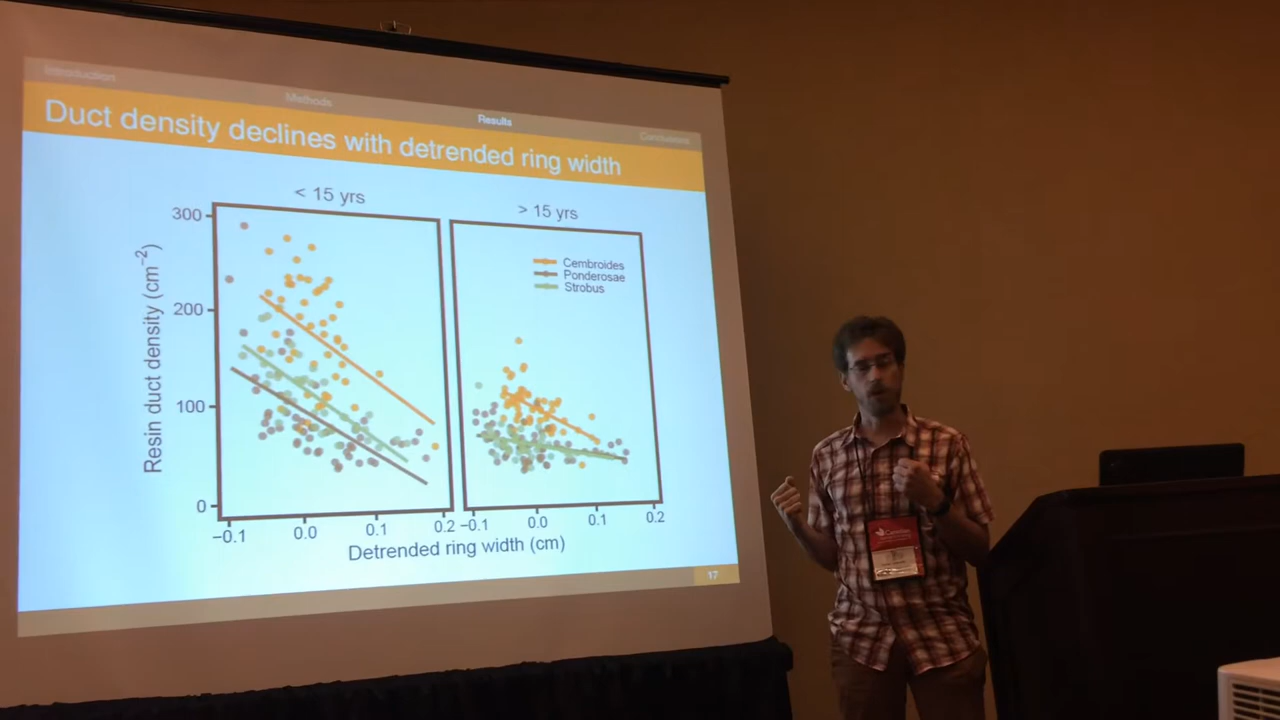 Introduction
Methods
Results
Conclusions
Duct density declines with detrended ring width
< 15 yrs
> 15 yrs
300
200
100
0
Resin duct density (cm⁻²)
Cembroides
Ponderosae
Strobus
−0.1 0.0 0.1 0.2
−0.1 0.0 0.1 0.2
Detrended ring width (cm)
17